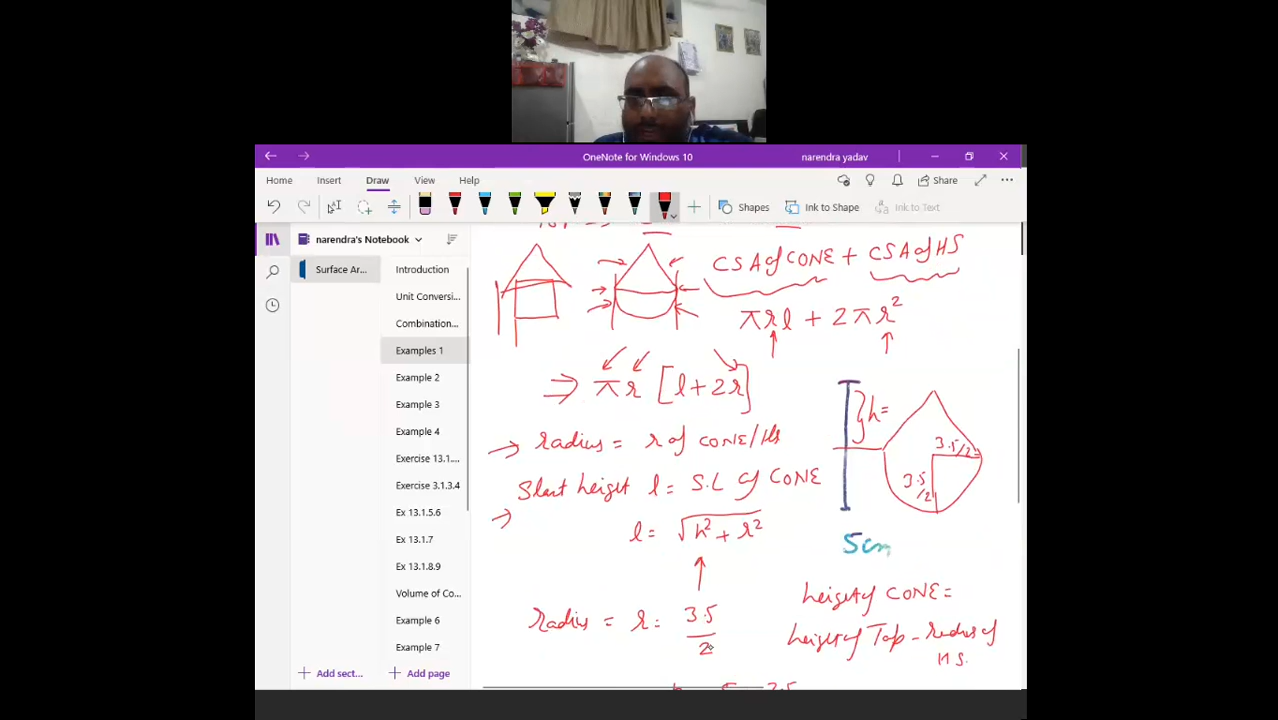 OneNote for Windows 10
narendra yadav
Home
Insert
Draw
View
Help
Share
Shapes
Ink to Shape
Ink to Text
narendra's Notebook
Surface Ar...
Introduction
Unit Conversi...
Combination...
Examples 1
Example 2
Example 3
Example 4
Exercise 13.1....
Exercise 3.1.3.4
Ex 13.1.5.6
Ex 13.1.7
Ex 13.1.8.9
Volume of Co...
Example 6
Example 7
Add sect...
Add page
CSA of CONE + CSA of HS
πrl + 2πr²
⇒ πr [l+2r]
h=
→ radius = r of CONE/HS
3.5/2
3.5/2
Slant height l = S.L of CONE
l = √h² + r²
5cm
height of CONE =
radius = r = 3.5/2
height of Top - radius of
HS.